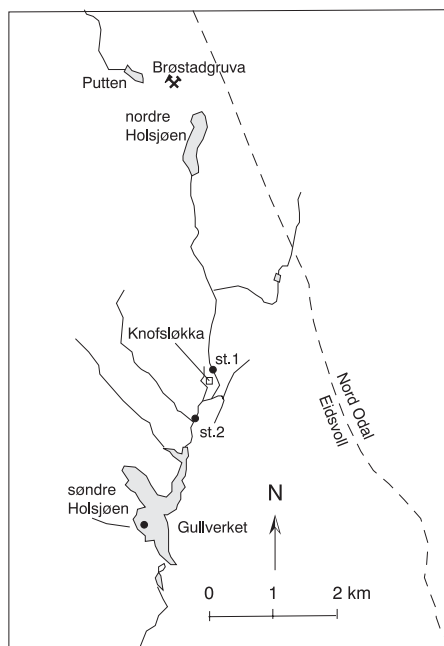 Brøstadgruva
Putten
nordre
Holsjøen
Knofsløkka
st.1
st.2
Nord Odal
Eidsvoll
søndre
Holsjøen
Gullverket
N
0 1 2 km